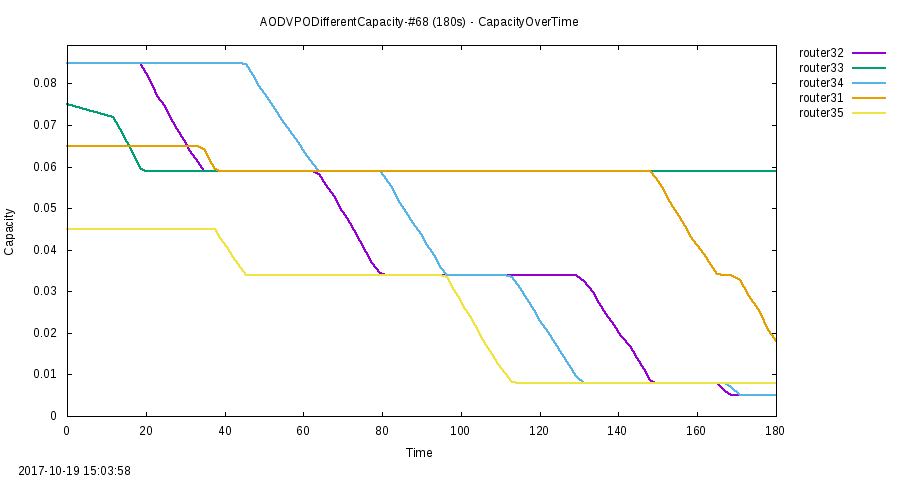 AODVPODifferentCapacity-#68 (180s) - CapacityOverTime
router32
router33
router34
router31
router35
0.08
0.07
0.06
0.05
0.04
0.03
0.02
0.01
0
Capacity
0 20 40 60 80 100 120 140 160 180
Time
2017-10-19 15:03:58